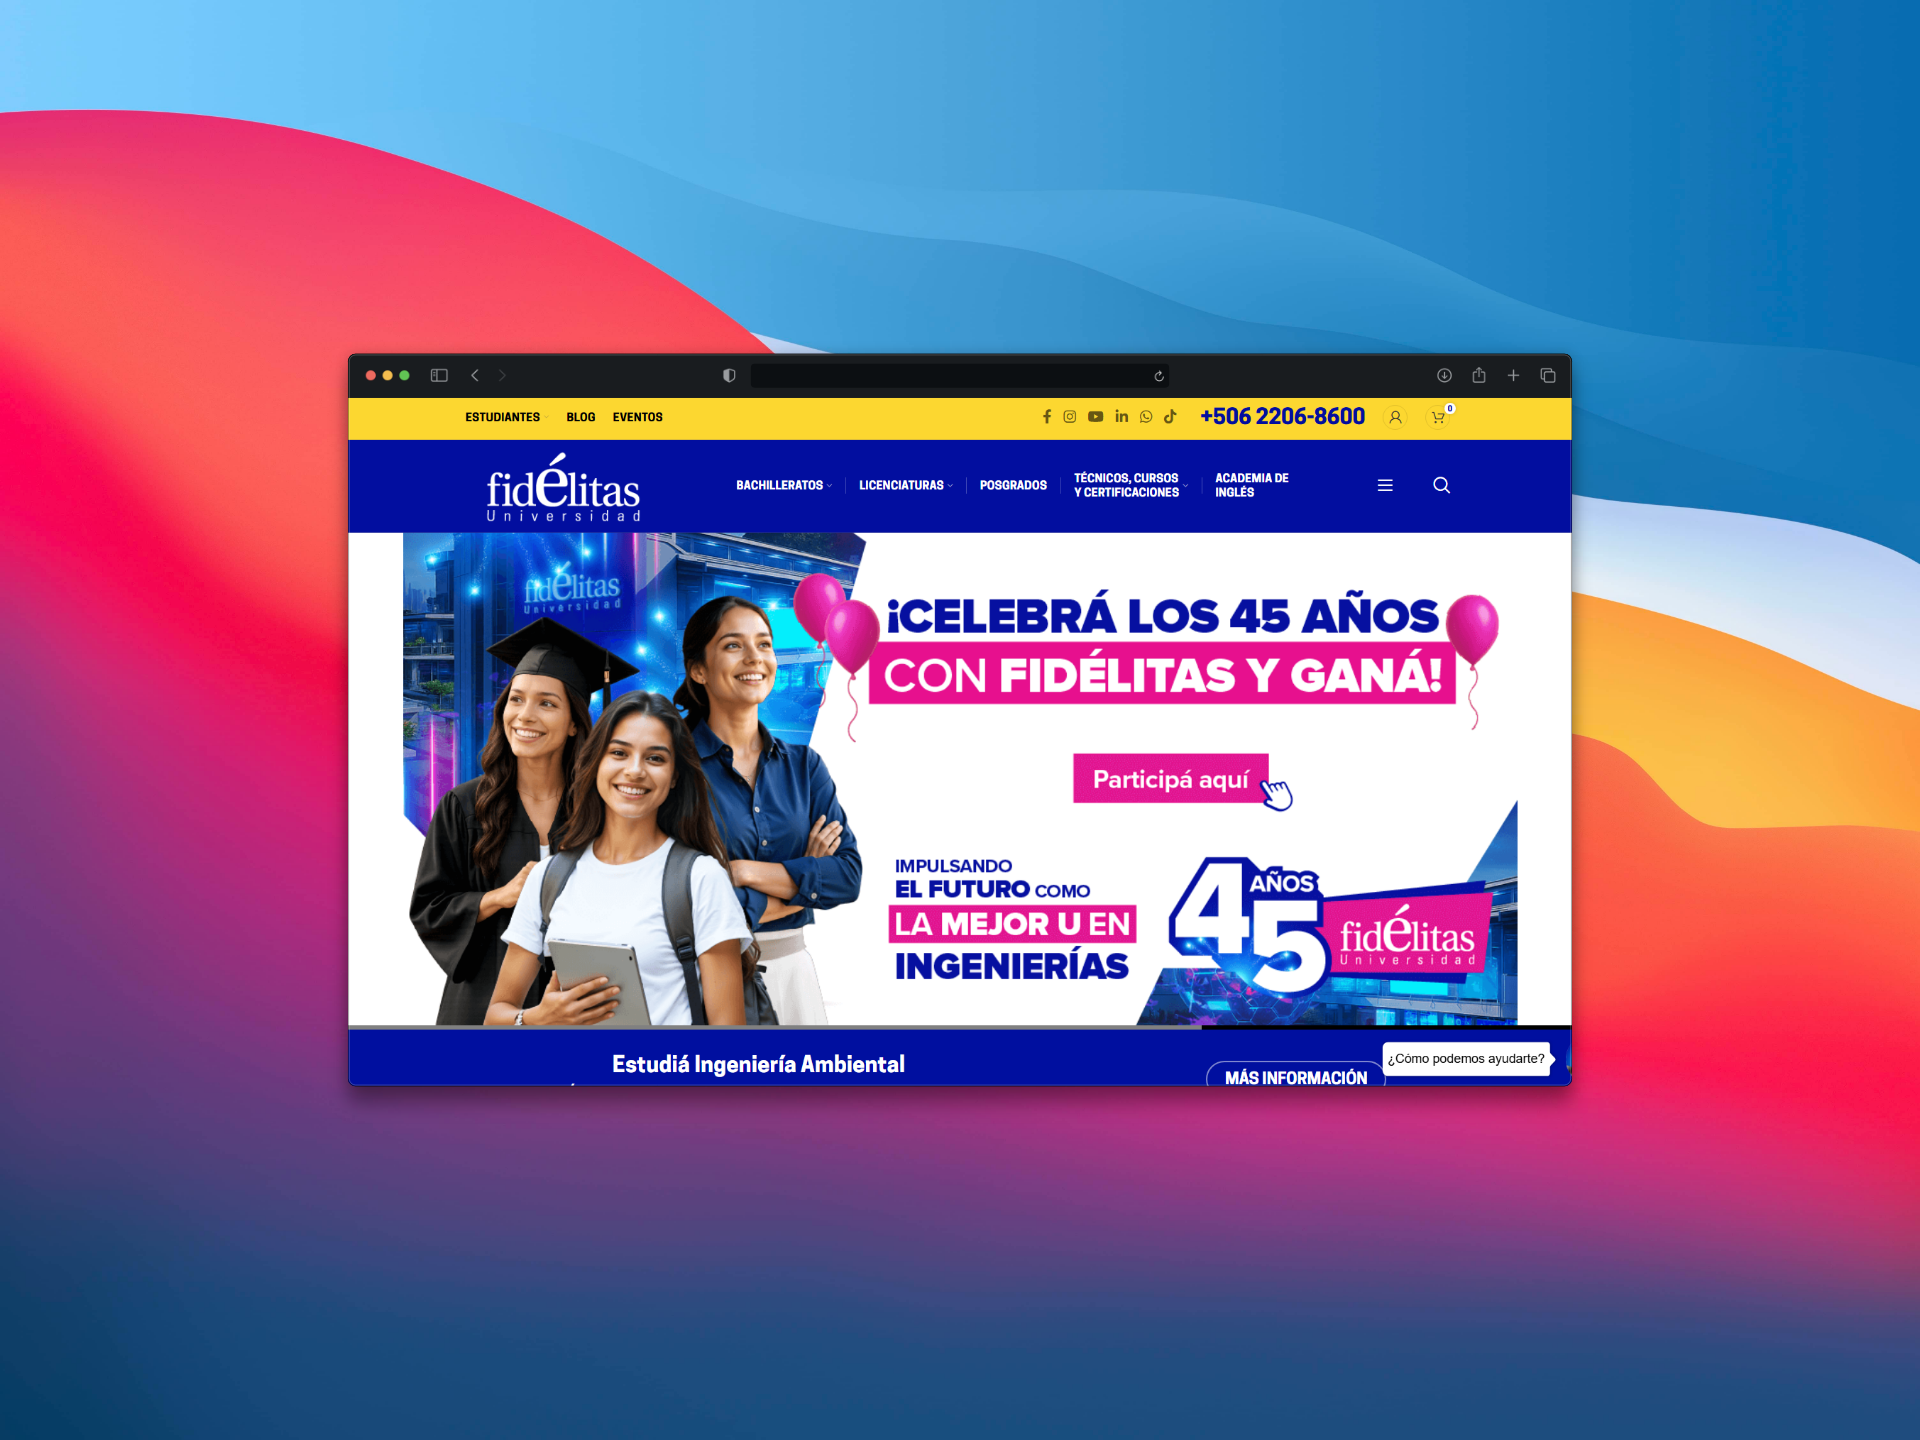 ESTUDIANTES BLOG EVENTOS +506 2206-8600 0
fidélitas
Universidad
BACHILLERATOS LICENCIATURAS POSGRADOS TÉCNICOS, CURSOS
Y CERTIFICACIONES ACADEMIA DE
INGLÉS
fidélitas
Universidad
¡CELEBRÁ LOS 45 AÑOS
CON FIDÉLITAS Y GANÁ!
Participá aquí
IMPULSANDO
EL FUTURO COMO
LA MEJOR U EN
INGENIERÍAS
45 AÑOS
fidélitas
Universidad
Estudiá Ingeniería Ambiental
MÁS INFORMACIÓN
¿Cómo podemos ayudarte?